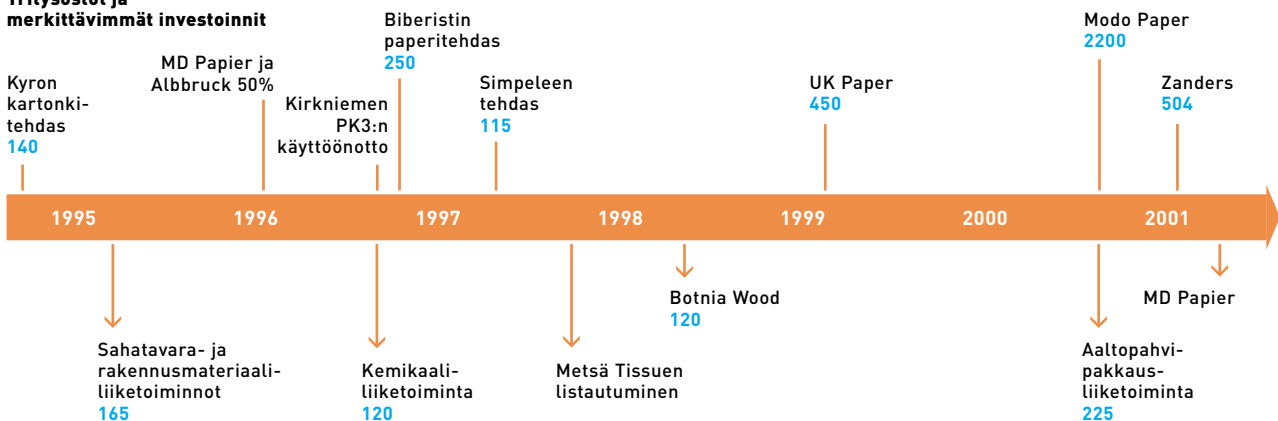 Yritysostot ja
merkittävimmät investoinnit
Kyron
kartonki-
tehdas
140
MD Papier ja
Albbruck 50%
Kirkniemen
PK3:n
käyttöönotto
Biberistin
paperitehdas
250
Simpeleen
tehdas
115
UK Paper
450
Modo Paper
2200
Zanders
504
1995 1996 1997 1998 1999 2000 2001
Sahatavara- ja
rakennusmateriaali-
liiketoiminnot
165
Kemikaali-
liiketoiminta
120
Metsä Tissuen
listautuminen
Botnia Wood
120
Aaltopahvi-
pakkaus-
liiketoiminta
225
MD Papier